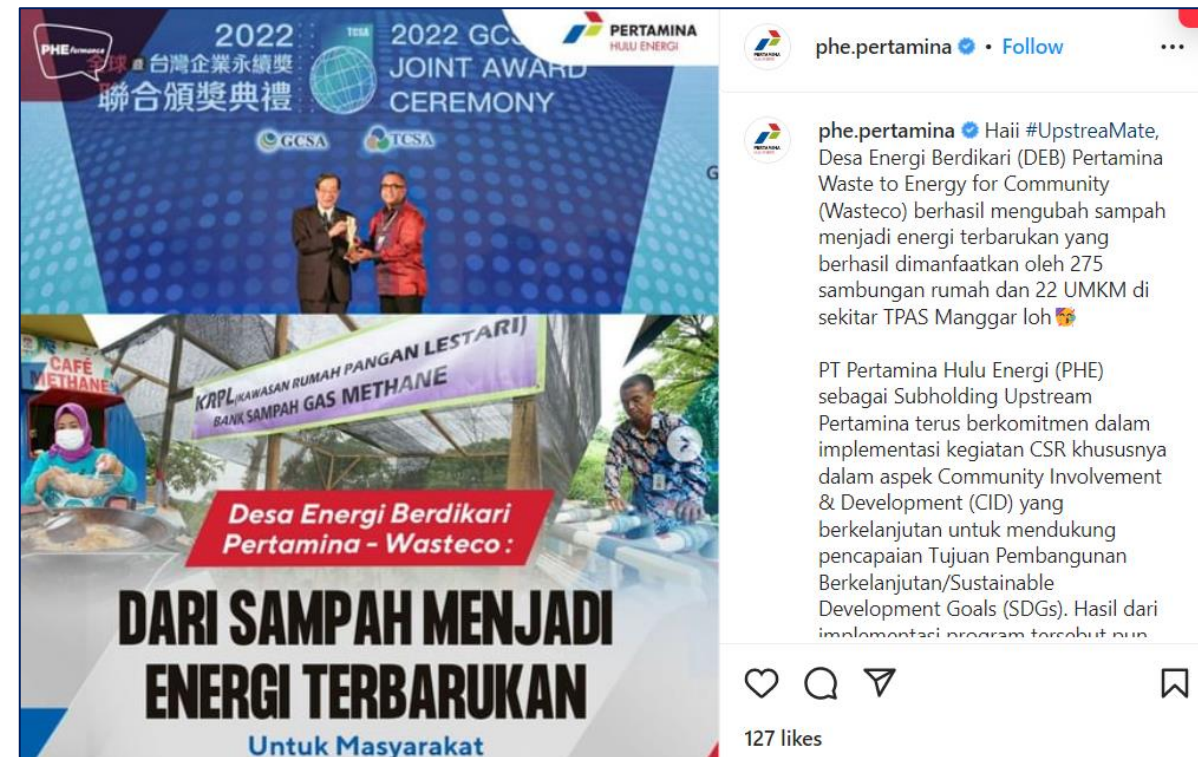 PHEformance
2022
全球暨台灣企業永續獎
聯合頒獎典禮
TCSA
2022 GCS
JOINT AWARD
CEREMONY
GCSA
TCSA
PERTAMINA
HULU ENERGI
G
CAFÉ
METHANE
KRPL (KAWASAN RUMAH PANGAN LESTARI)
BANK SAMPAH GAS METHANE
Desa Energi Berdikari
Pertamina - Wasteco :
DARI SAMPAH MENJADI
ENERGI TERBARUKAN
Untuk Masyarakat
phe.pertamina • Follow
phe.pertamina Haii #UpstreaMate,
Desa Energi Berdikari (DEB) Pertamina
Waste to Energy for Community
(Wasteco) berhasil mengubah sampah
menjadi energi terbarukan yang
berhasil dimanfaatkan oleh 275
sambungan rumah dan 22 UMKM di
sekitar TPAS Manggar loh🥳
PT Pertamina Hulu Energi (PHE)
sebagai Subholding Upstream
Pertamina terus berkomitmen dalam
implementasi kegiatan CSR khususnya
dalam aspek Community Involvement
& Development (CID) yang
berkelanjutan untuk mendukung
pencapaian Tujuan Pembangunan
Berkelanjutan/Sustainable
Development Goals (SDGs). Hasil dari
implementasi program tersebut pun
127 likes